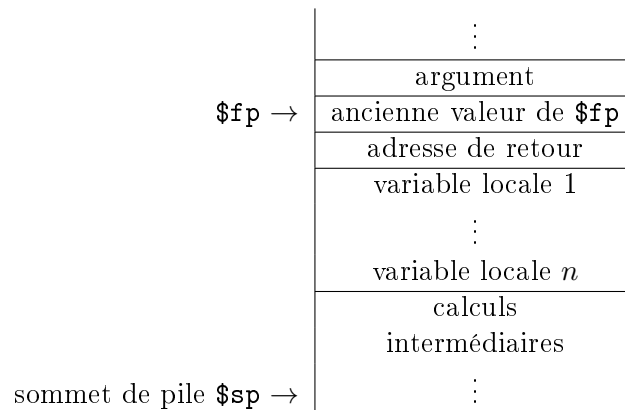 ⋮
argument
$fp → ancienne valeur de $fp
adresse de retour
variable locale 1
⋮
variable locale n
calculs
intermédiaires
sommet de pile $sp → ⋮